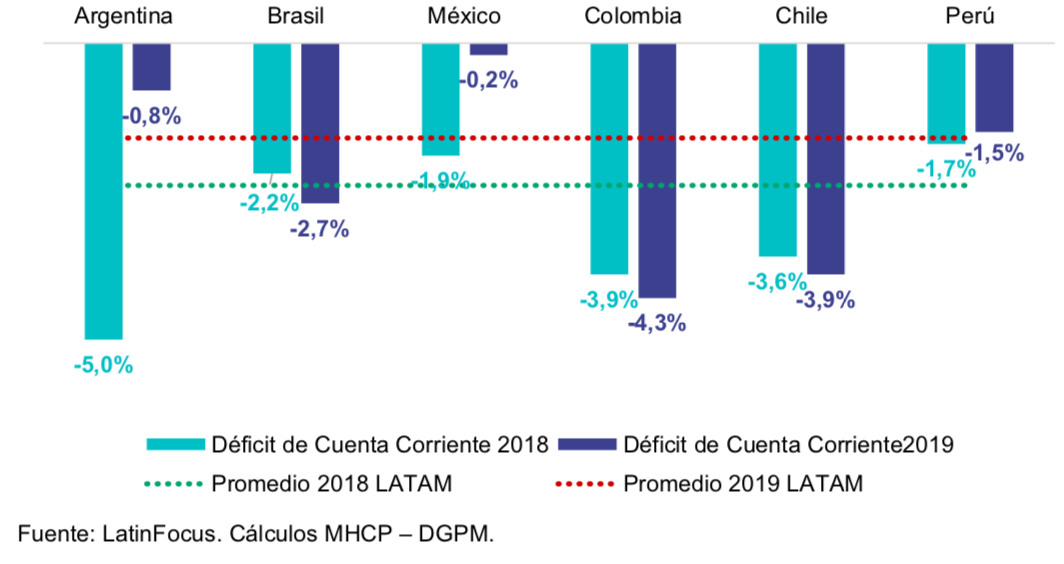 Argentina Brasil México Colombia Chile Perú
-0,2%
-0,8%
-1,5%
-1,7%
-1,9%
-2,2%
-2,7%
-3,6%
-3,9% -3,9%
-4,3%
-5,0%
Déficit de Cuenta Corriente 2018 Déficit de Cuenta Corriente2019
Promedio 2018 LATAM Promedio 2019 LATAM
Fuente: LatinFocus. Cálculos MHCP – DGPM.